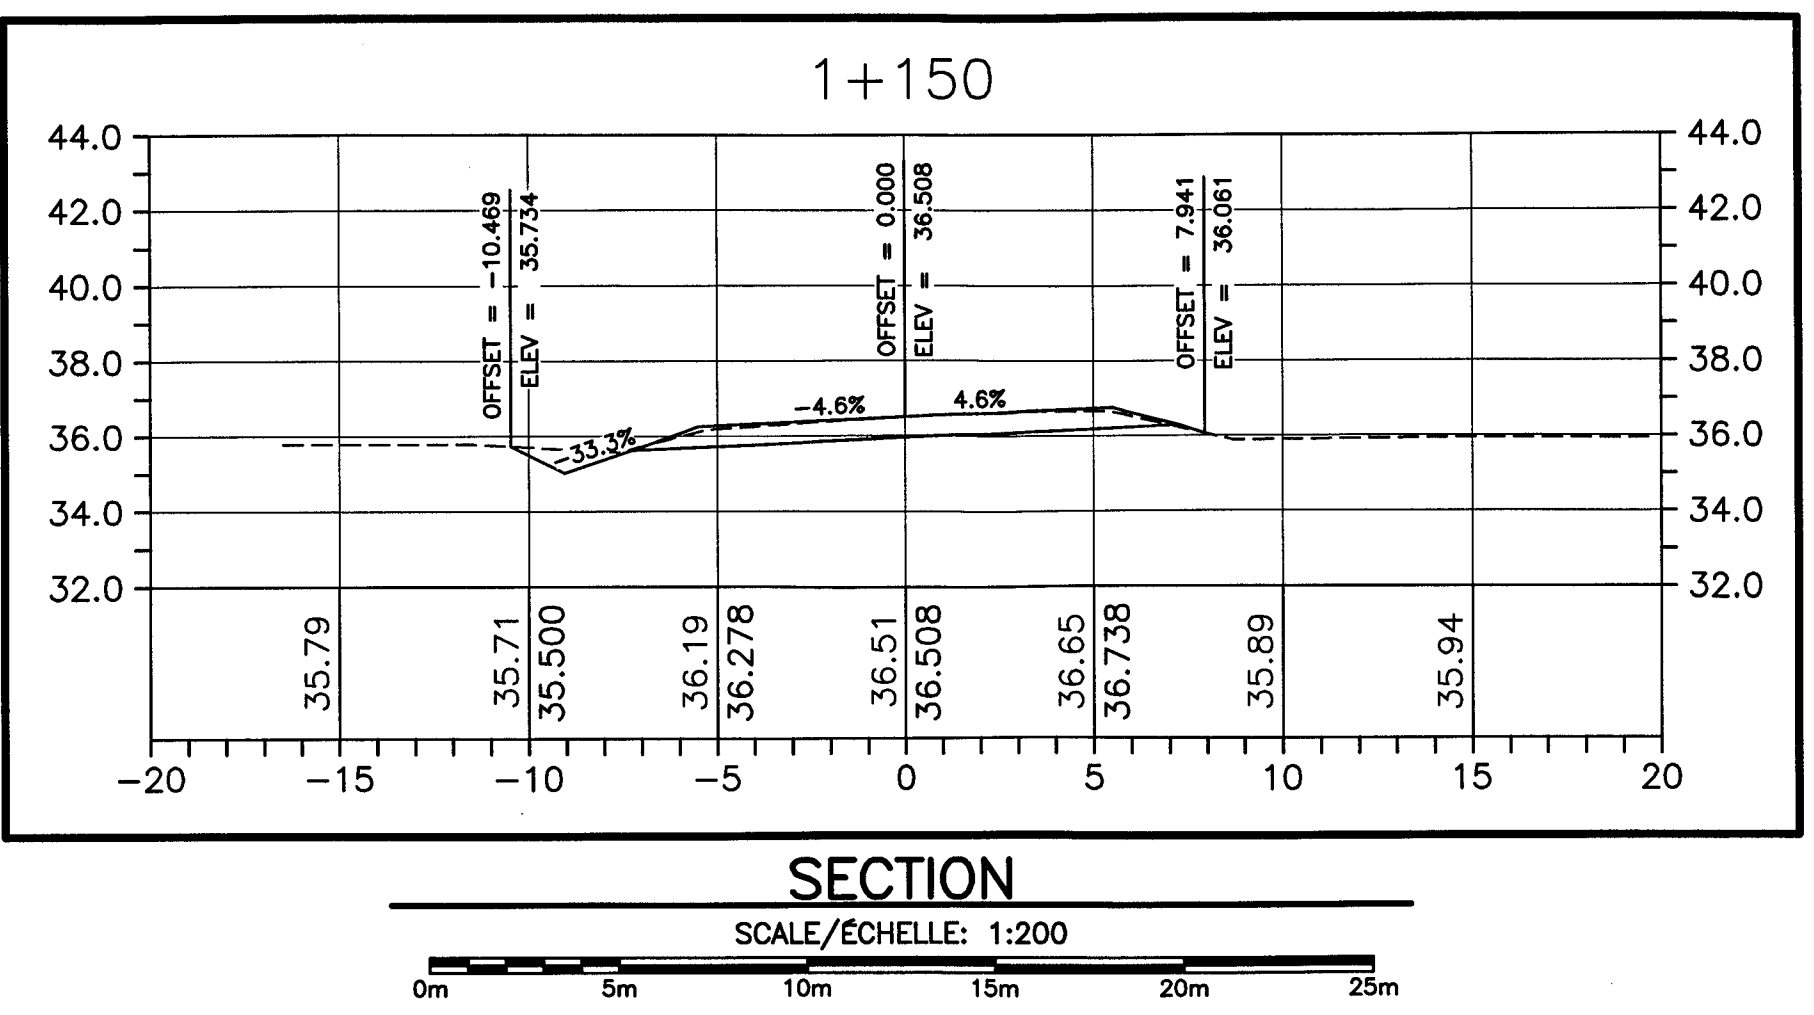 1+150
44.0
44.0
42.0
42.0
40.0
40.0
38.0
38.0
36.0
36.0
34.0
34.0
32.0
32.0
OFFSET = -10.469
ELEV = 35.734
OFFSET = 0.000
ELEV = 36.508
OFFSET = 7.941
ELEV = 36.061
-4.6%
4.6%
-33.3%
35.79
35.71
35.500
36.19
36.278
36.51
36.508
36.65
36.738
35.89
35.94
-20 -15 -10 -5 0 5 10 15 20
SECTION
SCALE/ÉCHELLE: 1:200
0m 5m 10m 15m 20m 25m